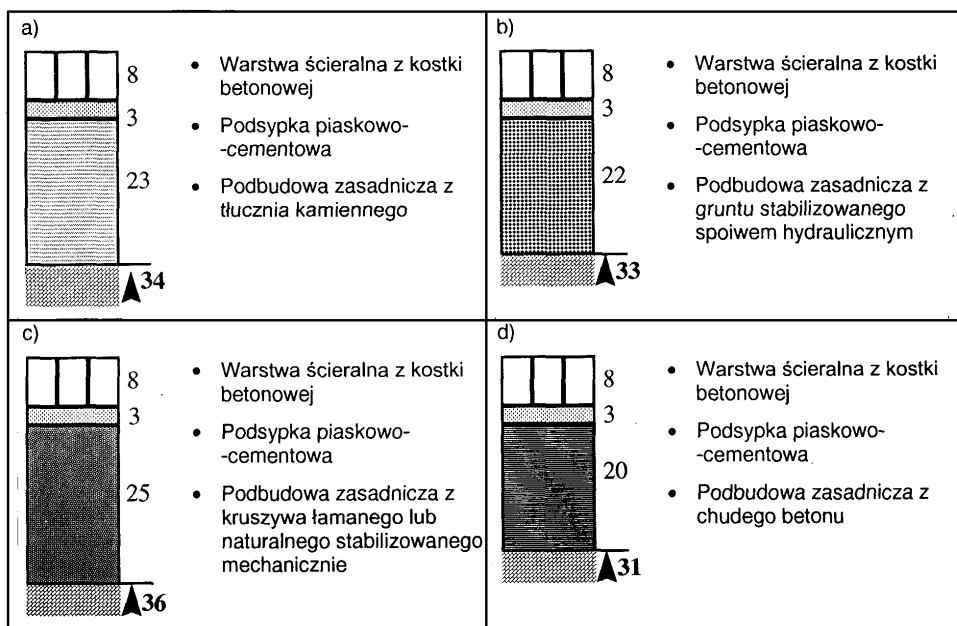 a)
8
3
23
34
• Warstwa ścieralna z kostki
betonowej
• Podsypka piaskowo-
-cementowa
• Podbudowa zasadnicza z
tłucznia kamiennego
b)
8
3
22
33
• Warstwa ścieralna z kostki
betonowej
• Podsypka piaskowo-
-cementowa
• Podbudowa zasadnicza z
gruntu stabilizowanego
spoiwem hydraulicznym
c)
8
3
25
36
• Warstwa ścieralna z kostki
betonowej
• Podsypka piaskowo-
-cementowa
• Podbudowa zasadnicza z
kruszywa łamanego lub
naturalnego stabilizowanego
mechanicznie
d)
8
3
20
31
• Warstwa ścieralna z kostki
betonowej
• Podsypka piaskowo-
-cementowa
• Podbudowa zasadnicza z
chudego betonu